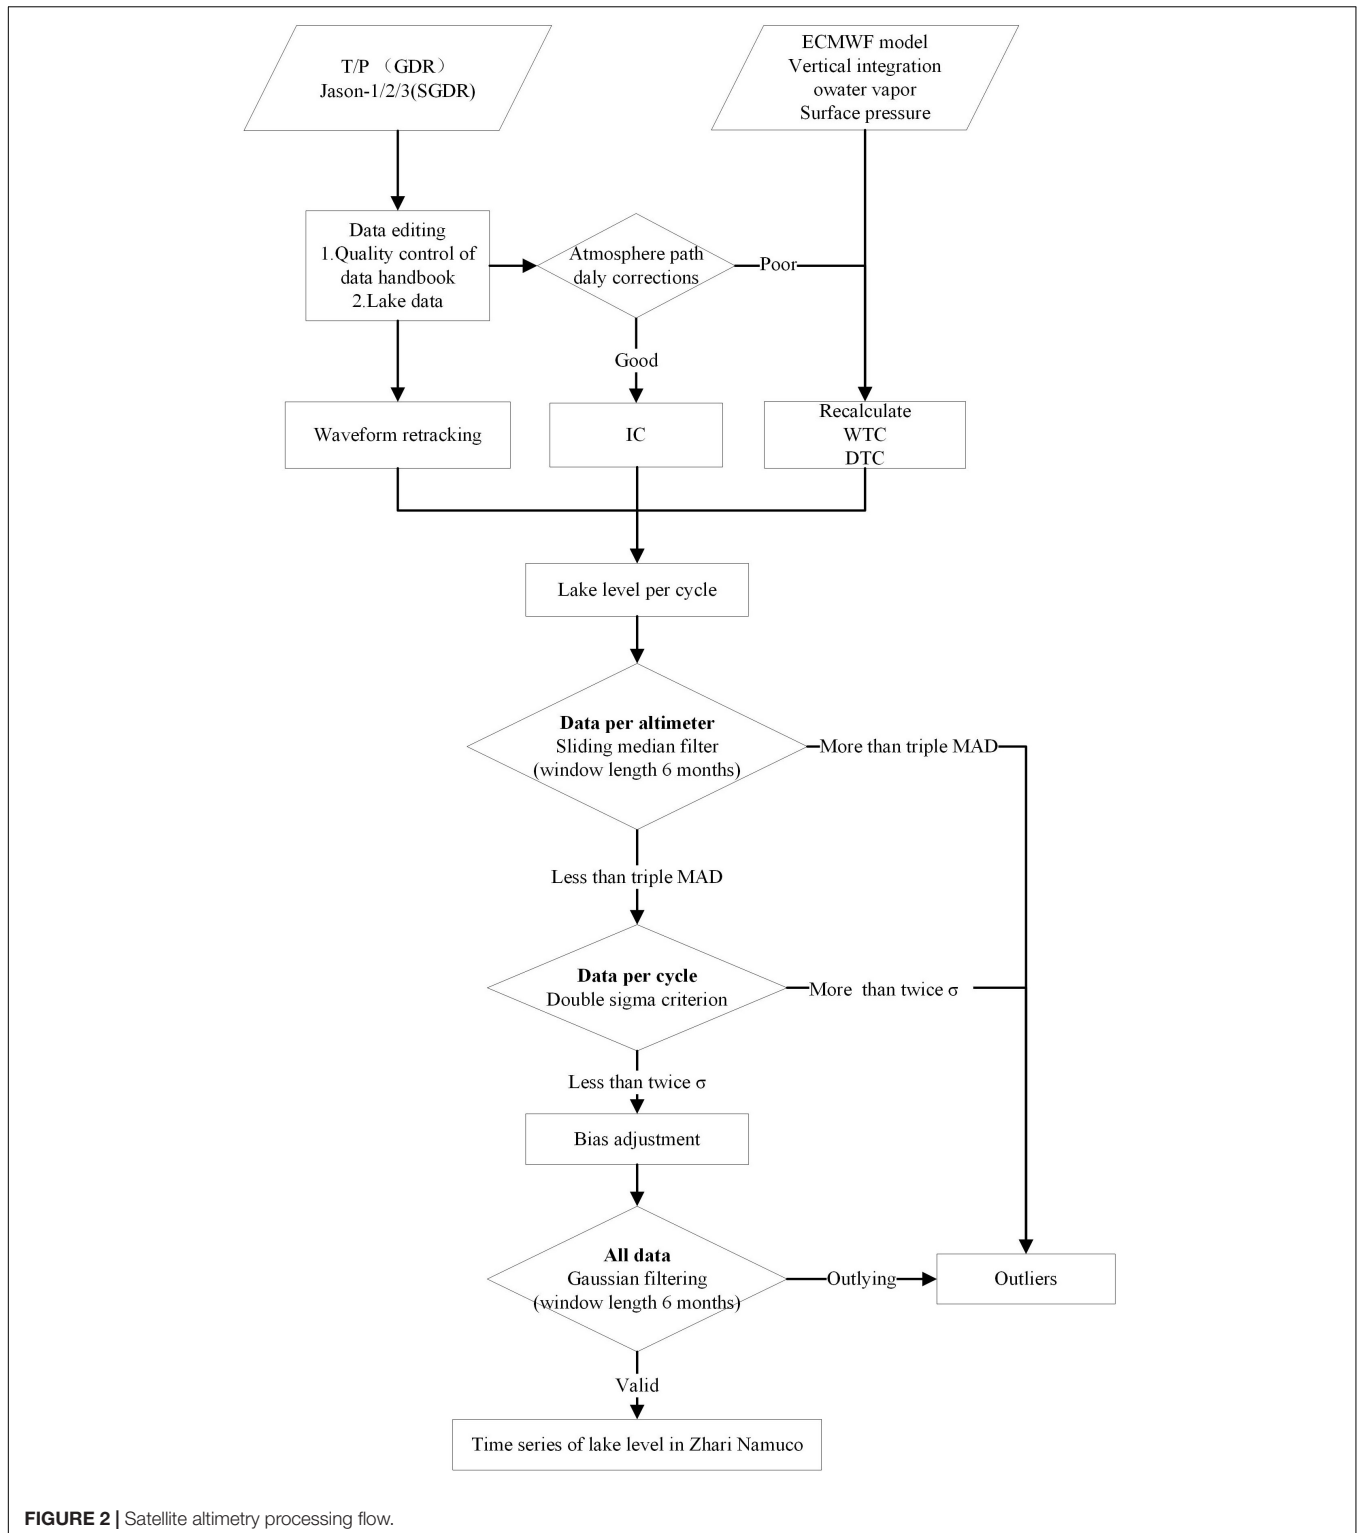 T/P （GDR）
Jason-1/2/3(SGDR)
ECMWF model
Vertical integration
owater vapor
Surface pressure
Data editing
1.Quality control of
data handbook
2.Lake data
Atmosphere path
daly corrections
Poor
Good
Waveform retracking
IC
Recalculate
WTC
DTC
Lake level per cycle
Data per altimeter
Sliding median filter
(window length 6 months)
More than triple MAD
Less than triple MAD
Data per cycle
Double sigma criterion
More than twice σ
Less than twice σ
Bias adjustment
All data
Gaussian filtering
(window length 6 months)
Outlying
Outliers
Valid
Time series of lake level in Zhari Namuco
FIGURE 2 | Satellite altimetry processing flow.